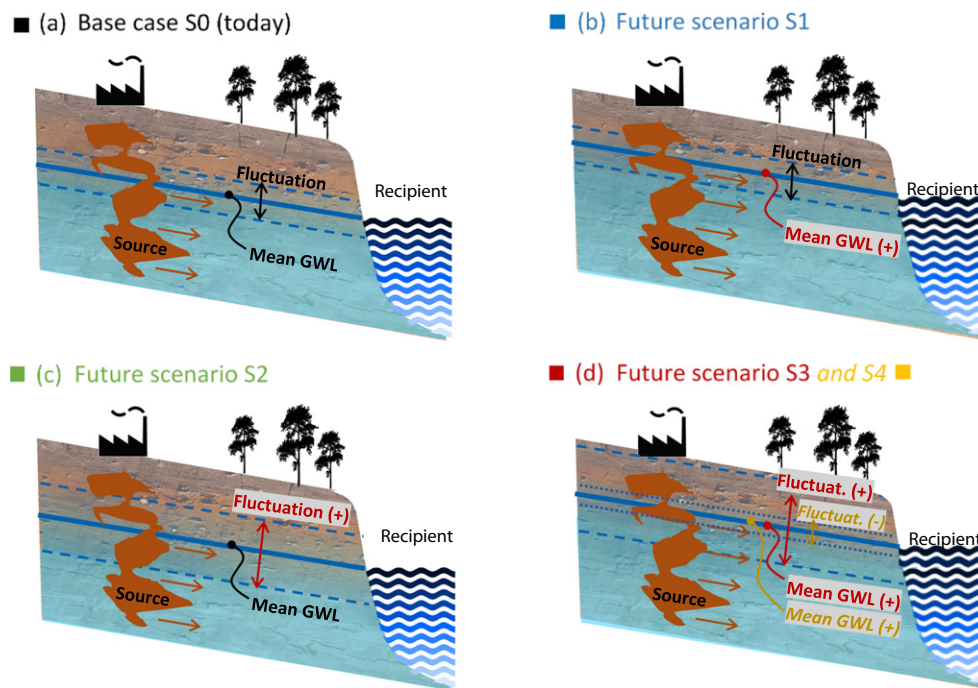 (a) Base case S0 (today)
Fluctuation
Recipient
Source
Mean GWL
(b) Future scenario S1
Fluctuation
Recipient
Mean GWL (+)
Source
(c) Future scenario S2
Fluctuation (+)
Recipient
Source
Mean GWL
(d) Future scenario S3 and S4
Fluctuat. (+)
Fluctuat. (-)
Recipient
Source
Mean GWL (+)
Mean GWL (+)